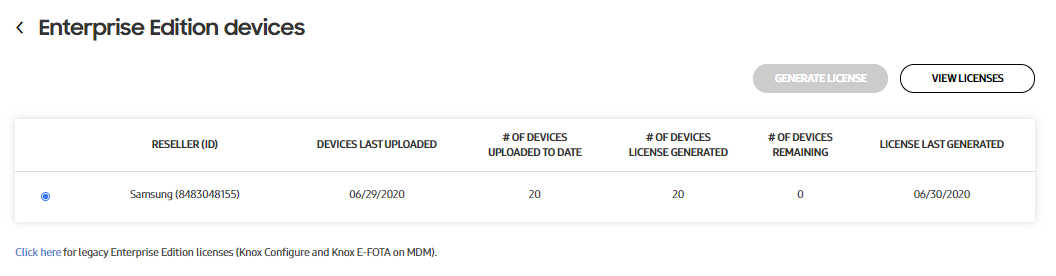 Enterprise Edition devices
GENERATE LICENSE
VIEW LICENSES
RESELLER (ID)
DEVICES LAST UPLOADED
# OF DEVICES
UPLOADED TO DATE
# OF DEVICES
LICENSE GENERATED
# OF DEVICES
REMAINING
LICENSE LAST GENERATED
Samsung (8483048155)
06/29/2020
20
20
0
06/30/2020
Click here for legacy Enterprise Edition licenses (Knox Configure and Knox E-FOTA on MDM).